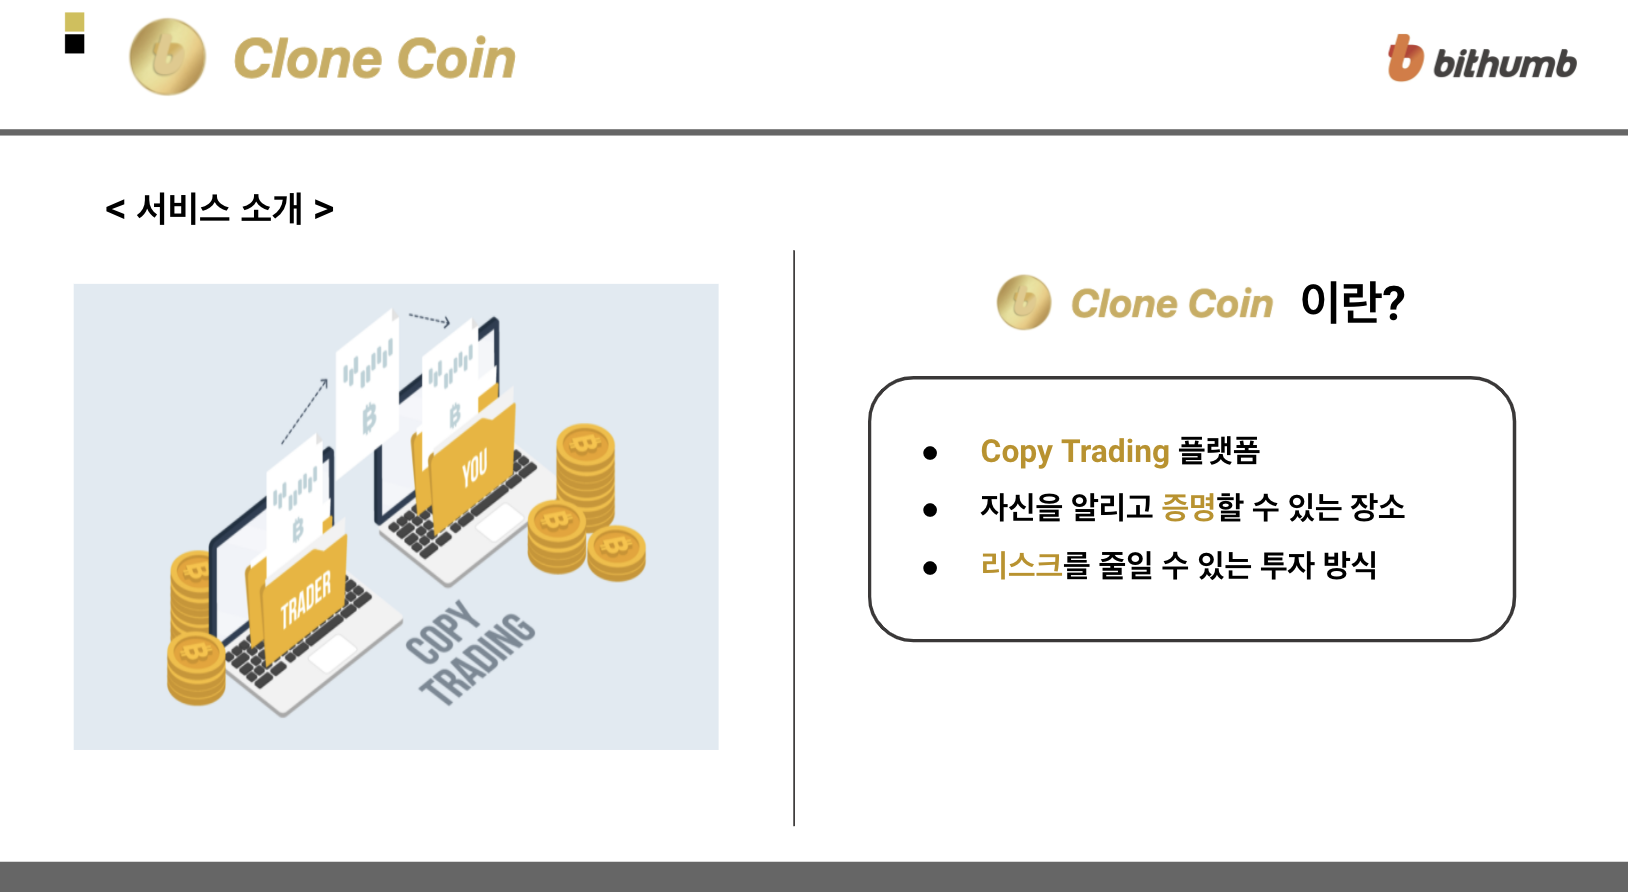 Clone Coin
bithumb
< 서비스 소개 >
TRADER
YOU
COPY
TRADING
Clone Coin 이란?
● Copy Trading 플랫폼
● 자신을 알리고 증명할 수 있는 장소
● 리스크를 줄일 수 있는 투자 방식